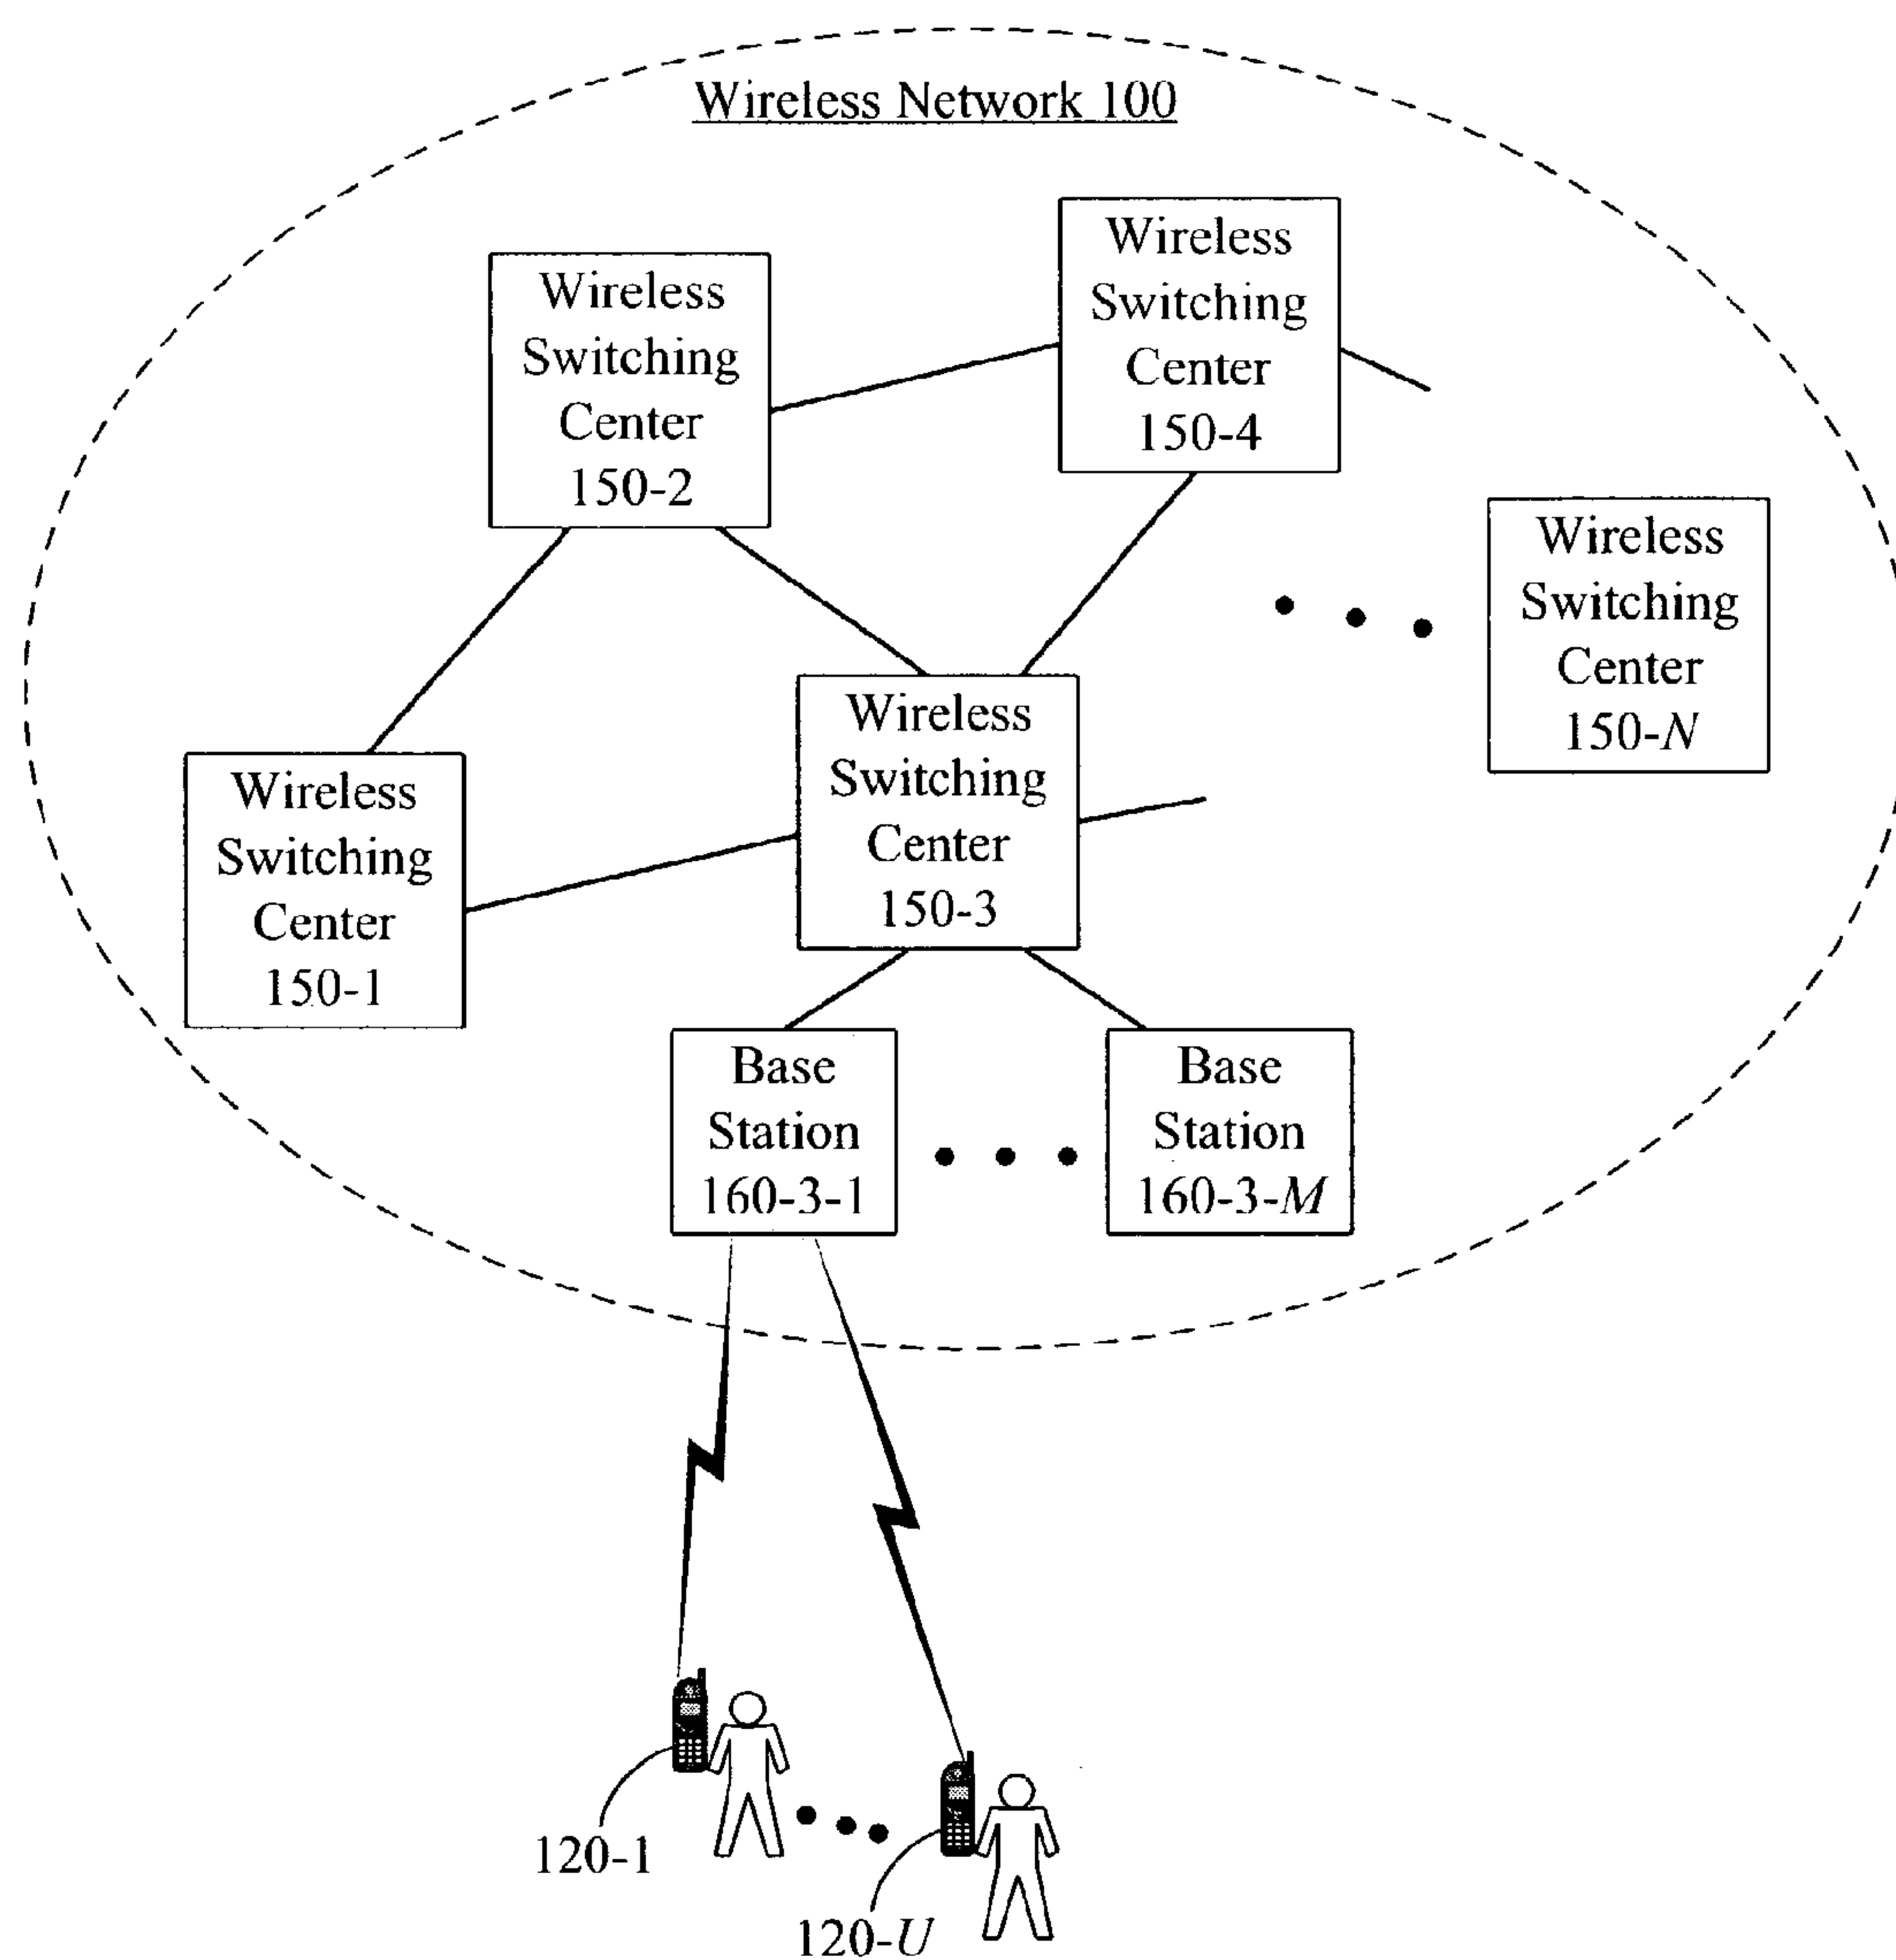 Wireless Network 100
Wireless
Switching
Center
150-2
Wireless
Switching
Center
150-4
Wireless
Switching
Center
150-N
Wireless
Switching
Center
150-1
Wireless
Switching
Center
150-3
Base
Station
160-3-1
Base
Station
160-3-M
120-1
120-U